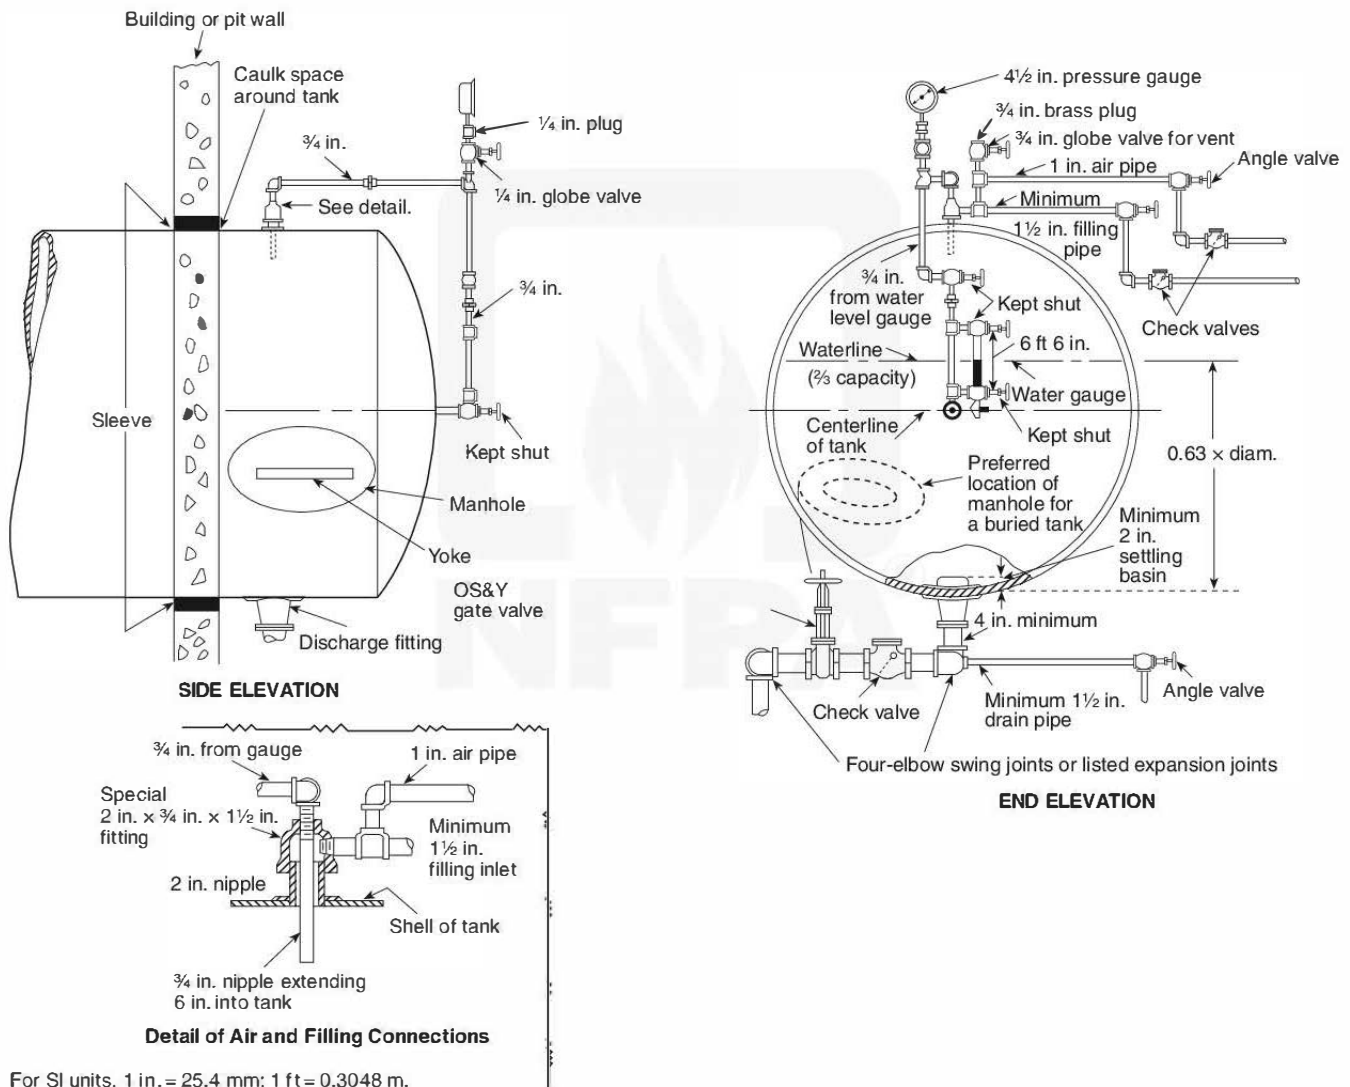 Building or pit wall
Caulk space
around tank
¾ in.
¼ in. plug
¼ in. globe valve
See detail.
¾ in.
Sleeve
Kept shut
Manhole
Yoke
OS&Y
gate valve
Discharge fitting
SIDE ELEVATION
4½ in. pressure gauge
¾ in. brass plug
¾ in. globe valve for vent
1 in. air pipe
Angle valve
Minimum
1½ in. filling
pipe
¾ in.
from water
level gauge
Kept shut
Check valves
6 ft 6 in.
Waterline
(⅔ capacity)
Water gauge
Centerline
of tank
Kept shut
0.63 × diam.
Preferred
location of
manhole for
a buried tank
Minimum
2 in.
settling
basin
4 in. minimum
Check valve
Minimum 1½ in.
drain pipe
Angle valve
Four-elbow swing joints or listed expansion joints
END ELEVATION
NFPA
¾ in. from gauge
1 in. air pipe
Special
2 in. × ¾ in. × 1½ in.
fitting
Minimum
1½ in.
filling inlet
2 in. nipple
Shell of tank
¾ in. nipple extending
6 in. into tank
Detail of Air and Filling Connections
For SI units, 1 in. = 25.4 mm; 1 ft = 0.3048 m.